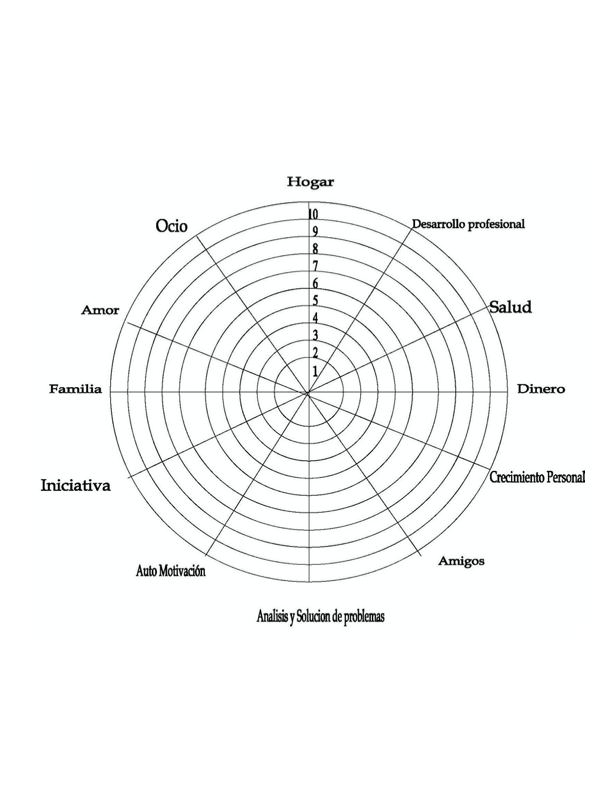 Hogar
10
Ocio
Desarrollo profesional
9
8
7
6
Amor
Salud
5
4
3
2
1
Familia
Dinero
Iniciativa
Crecimiento Personal
Auto Motivación
Amigos
Analisis y Solucion de problemas